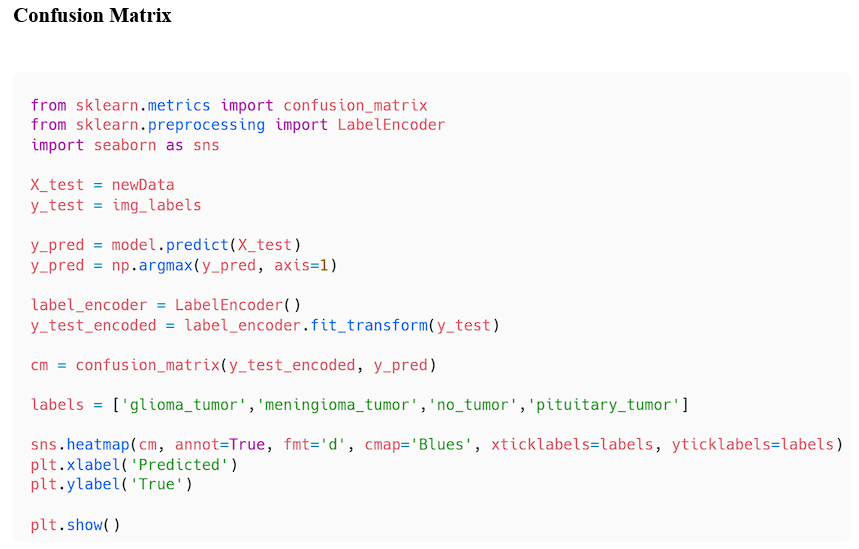 Confusion Matrix
from sklearn.metrics import confusion_matrix
from sklearn.preprocessing import LabelEncoder
import seaborn as sns
X_test = newData
y_test = img_labels
y_pred = model.predict(X_test)
y_pred = np.argmax(y_pred, axis=1)
label_encoder = LabelEncoder()
y_test_encoded = label_encoder.fit_transform(y_test)
cm = confusion_matrix(y_test_encoded, y_pred)
labels = ['glioma_tumor','meningioma_tumor','no_tumor','pituitary_tumor']
sns.heatmap(cm, annot=True, fmt='d', cmap='Blues', xticklabels=labels, yticklabels=labels)
plt.xlabel('Predicted')
plt.ylabel('True')
plt.show()